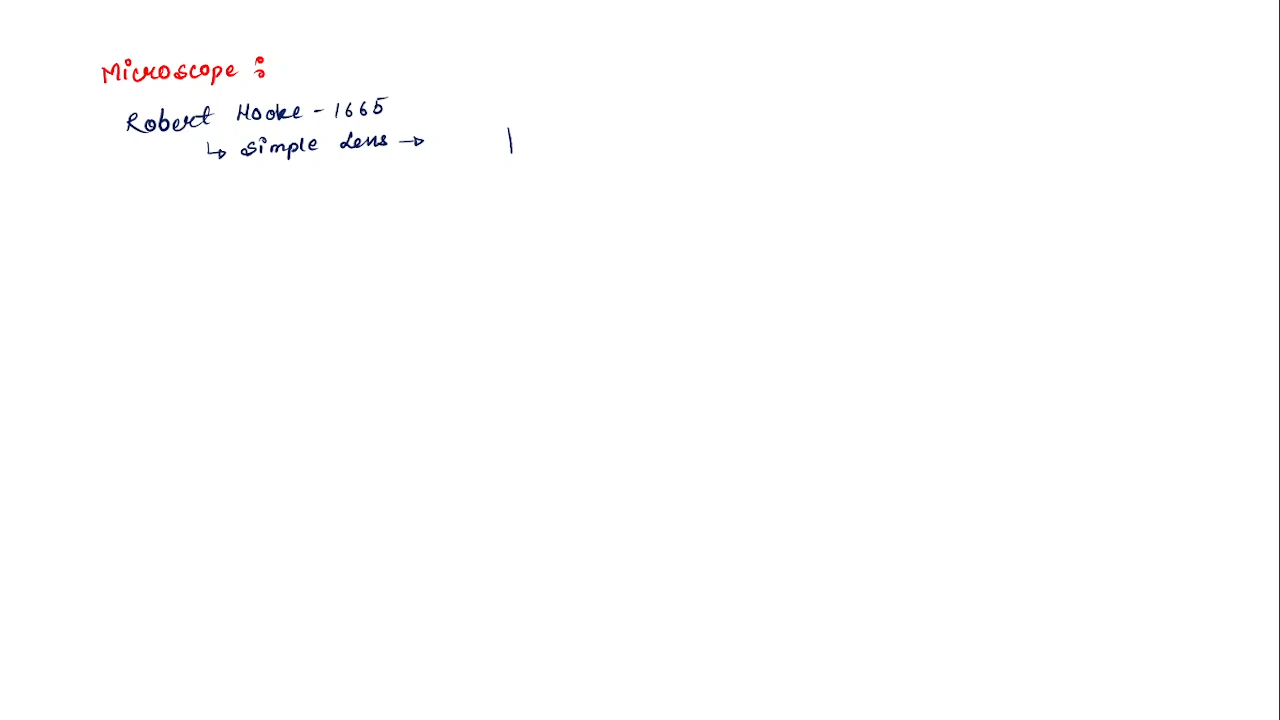 Microscope :
Robert Hooke - 1665
↳ simple Lens →